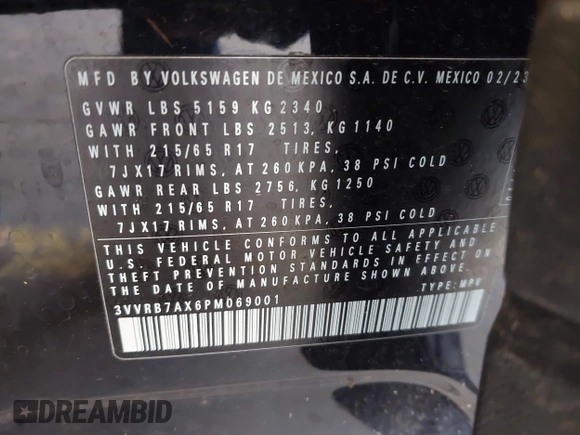 MFD BY VOLKSWAGEN DE MEXICO S.A. DE C.V. MEXICO 02/23
GVWR LBS 5159 KG 2340
GAWR FRONT LBS 2513, KG 1140
WITH 215/65 R17 TIRES,
7JX17 RIMS, AT 260 KPA, 38 PSI COLD
GAWR REAR LBS 2756, KG 1250
WITH 215/65 R17 TIRES,
7JX17 RIMS, AT 260 KPA, 38 PSI COLD
THIS VEHICLE CONFORMS TO ALL APPLICABLE
U.S. FEDERAL MOTOR VEHICLE SAFETY AND
THEFT PREVENTION STANDARDS IN EFFECT ON
THE DATE OF MANUFACTURE SHOWN ABOVE.
3VVRB7AX6PM069001 TYPE: MPV
DREAMBID